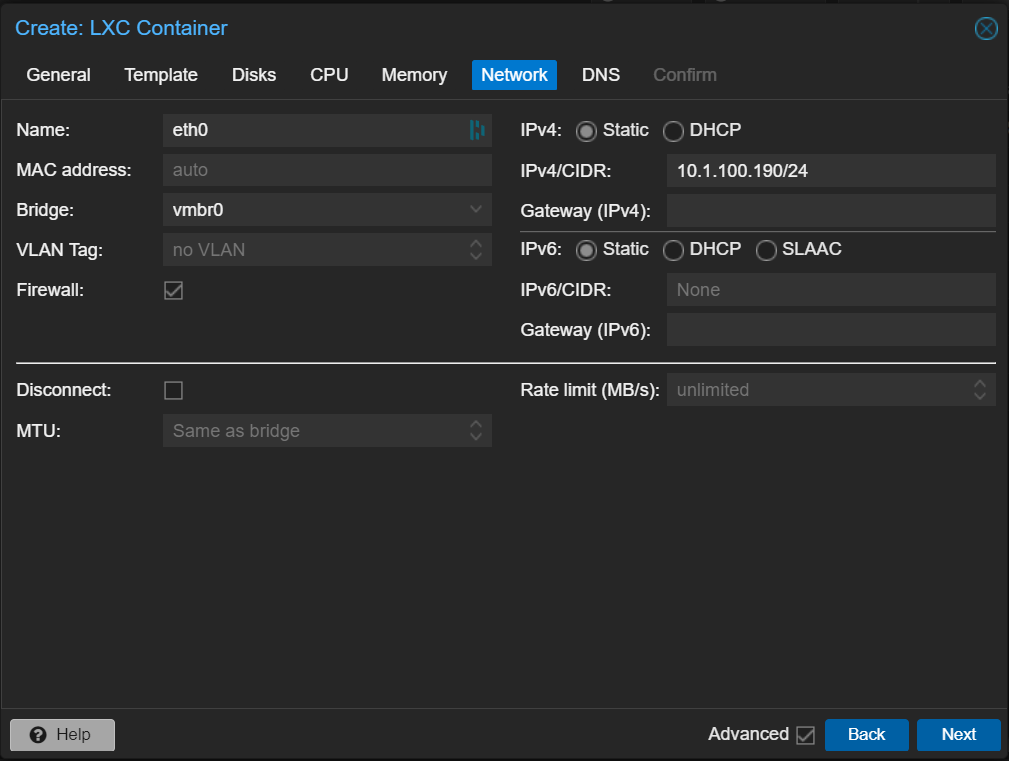 Create: LXC Container
General Template Disks CPU Memory Network DNS Confirm
Name: eth0
MAC address: auto
Bridge: vmbr0
VLAN Tag: no VLAN
Firewall:
IPv4: Static DHCP
IPv4/CIDR: 10.1.100.190/24
Gateway (IPv4):
IPv6: Static DHCP SLAAC
IPv6/CIDR: None
Gateway (IPv6):
Disconnect:
MTU: Same as bridge
Rate limit (MB/s): unlimited
Help
Advanced Back Next